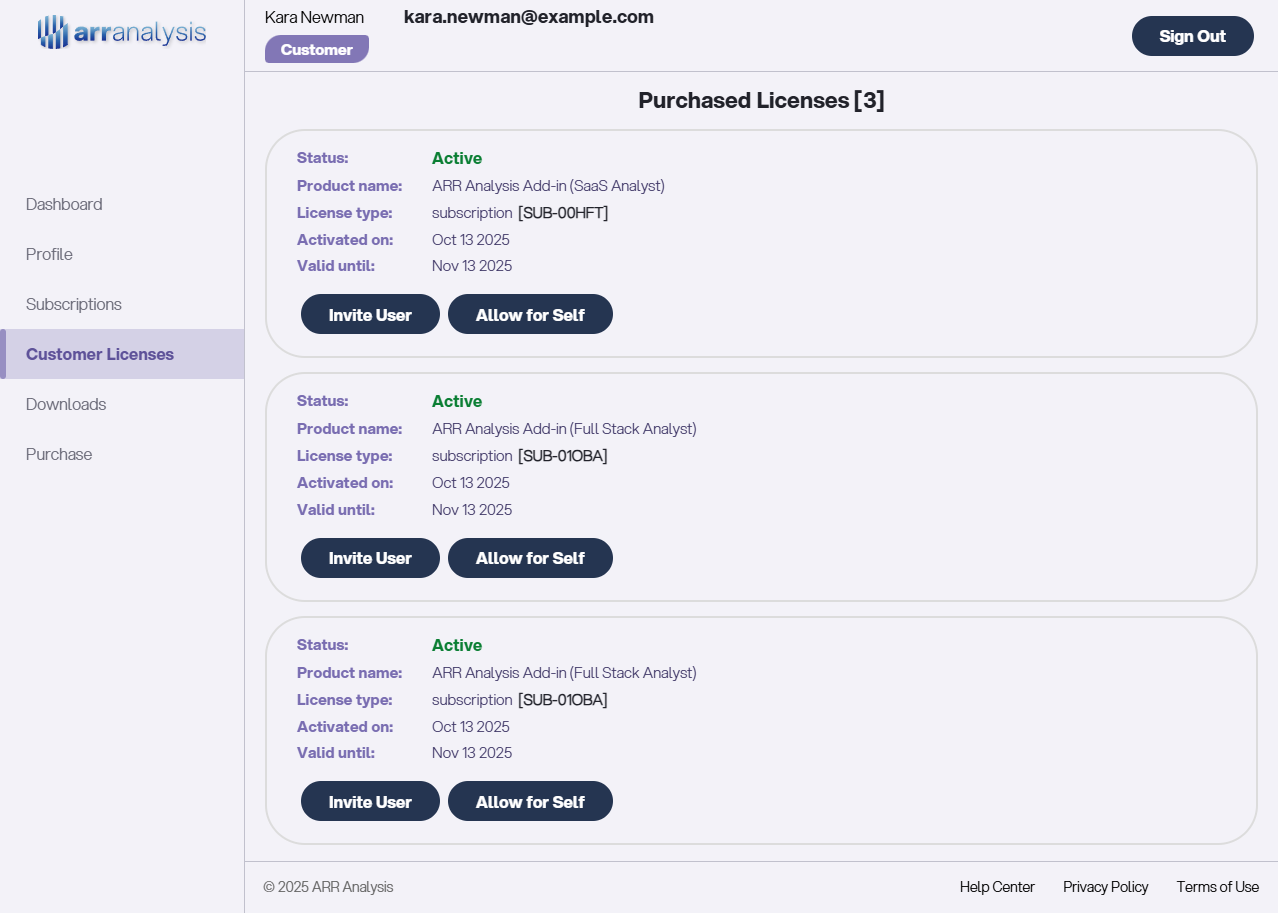 arranalysis
Kara Newman
kara.newman@example.com
Customer
Sign Out
Dashboard
Profile
Subscriptions
Customer Licenses
Downloads
Purchase
Purchased Licenses [3]
Status: Active
Product name: ARR Analysis Add-in (SaaS Analyst)
License type: subscription [SUB-00HFT]
Activated on: Oct 13 2025
Valid until: Nov 13 2025
Invite User Allow for Self
Status: Active
Product name: ARR Analysis Add-in (Full Stack Analyst)
License type: subscription [SUB-01OBA]
Activated on: Oct 13 2025
Valid until: Nov 13 2025
Invite User Allow for Self
Status: Active
Product name: ARR Analysis Add-in (Full Stack Analyst)
License type: subscription [SUB-01OBA]
Activated on: Oct 13 2025
Valid until: Nov 13 2025
Invite User Allow for Self
© 2025 ARR Analysis
Help Center Privacy Policy Terms of Use